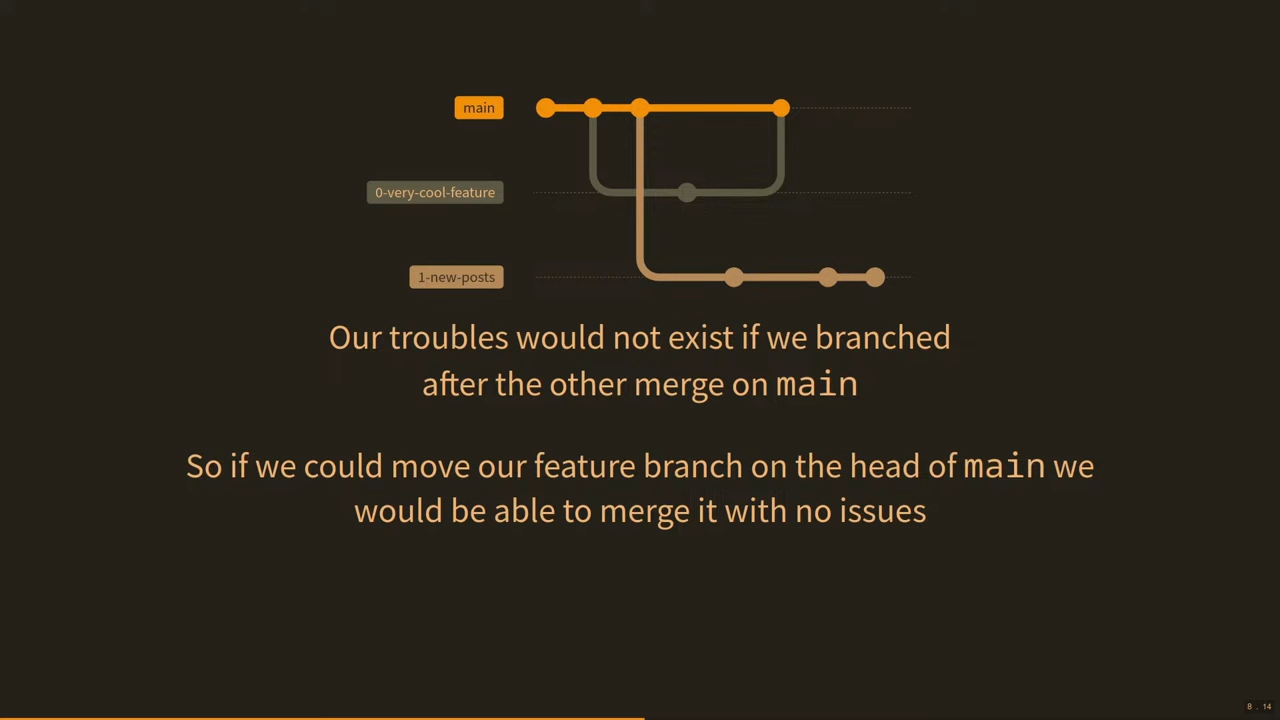 main
0-very-cool-feature
1-new-posts
Our troubles would not exist if we branched
after the other merge on main
So if we could move our feature branch on the head of main we
would be able to merge it with no issues
8 . 14